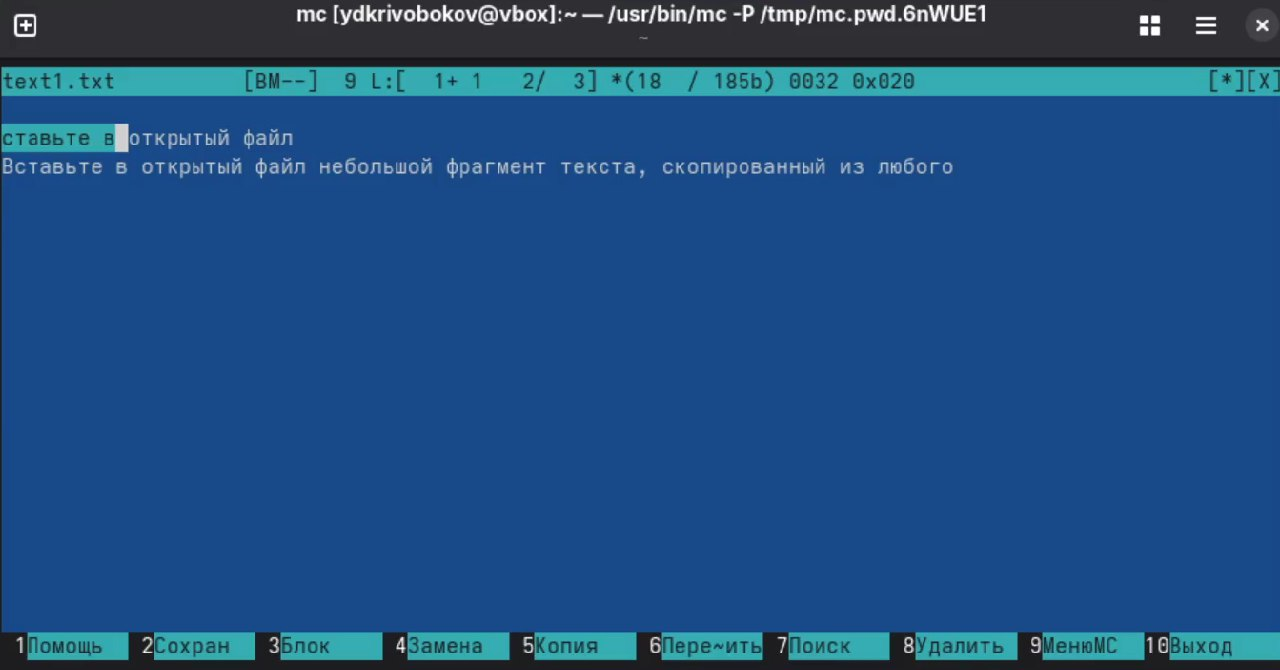 mc [ydkrivobokov@vbox]:~ — /usr/bin/mc -P /tmp/mc.pwd.6nWUE1
~
text1.txt [BM--] 9 L:[ 1+ 1 2/ 3] *(18 / 185b) 0032 0x020 [*][X]
ставьте в открытый файл
Вставьте в открытый файл небольшой фрагмент текста, скопированный из любого
1Помощь 2Сохран 3Блок 4Замена 5Копия 6Пере~ить 7Поиск 8Удалить 9МенюMC 10Выход